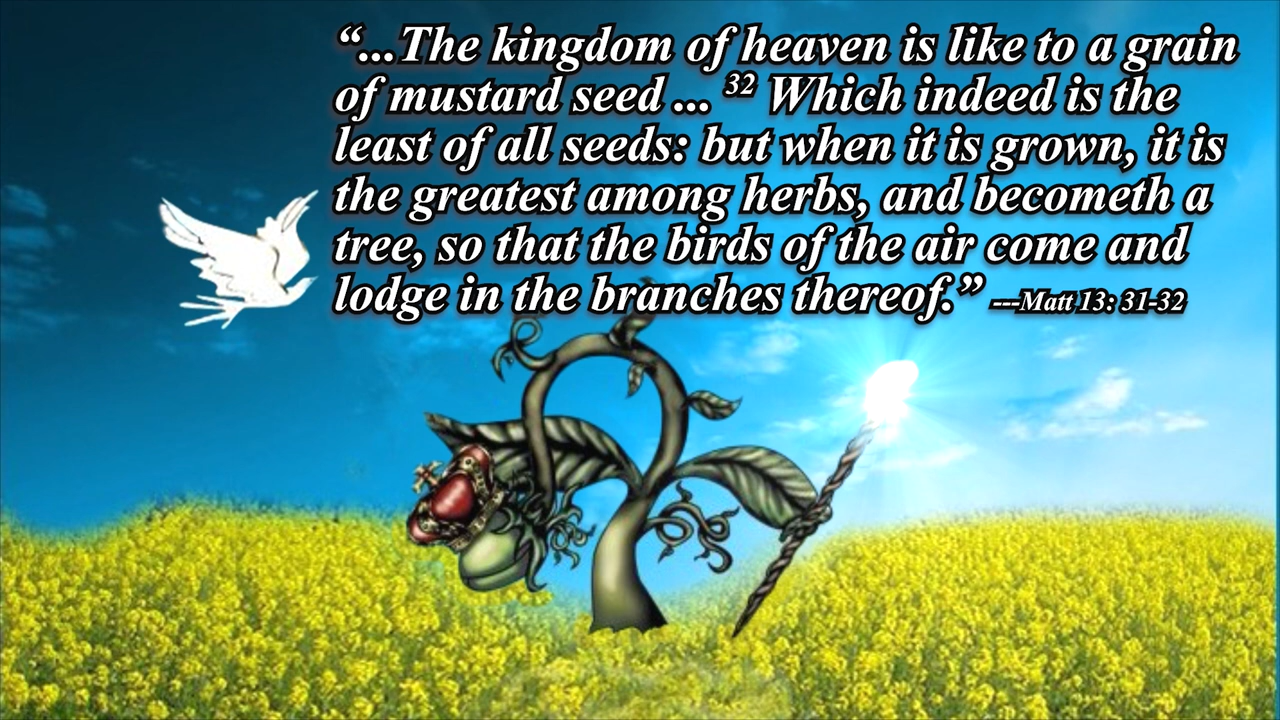 “...The kingdom of heaven is like to a grain
of mustard seed ... 32 Which indeed is the
least of all seeds: but when it is grown, it is
the greatest among herbs, and becometh a
tree, so that the birds of the air come and
lodge in the branches thereof.” ---Matt 13: 31-32